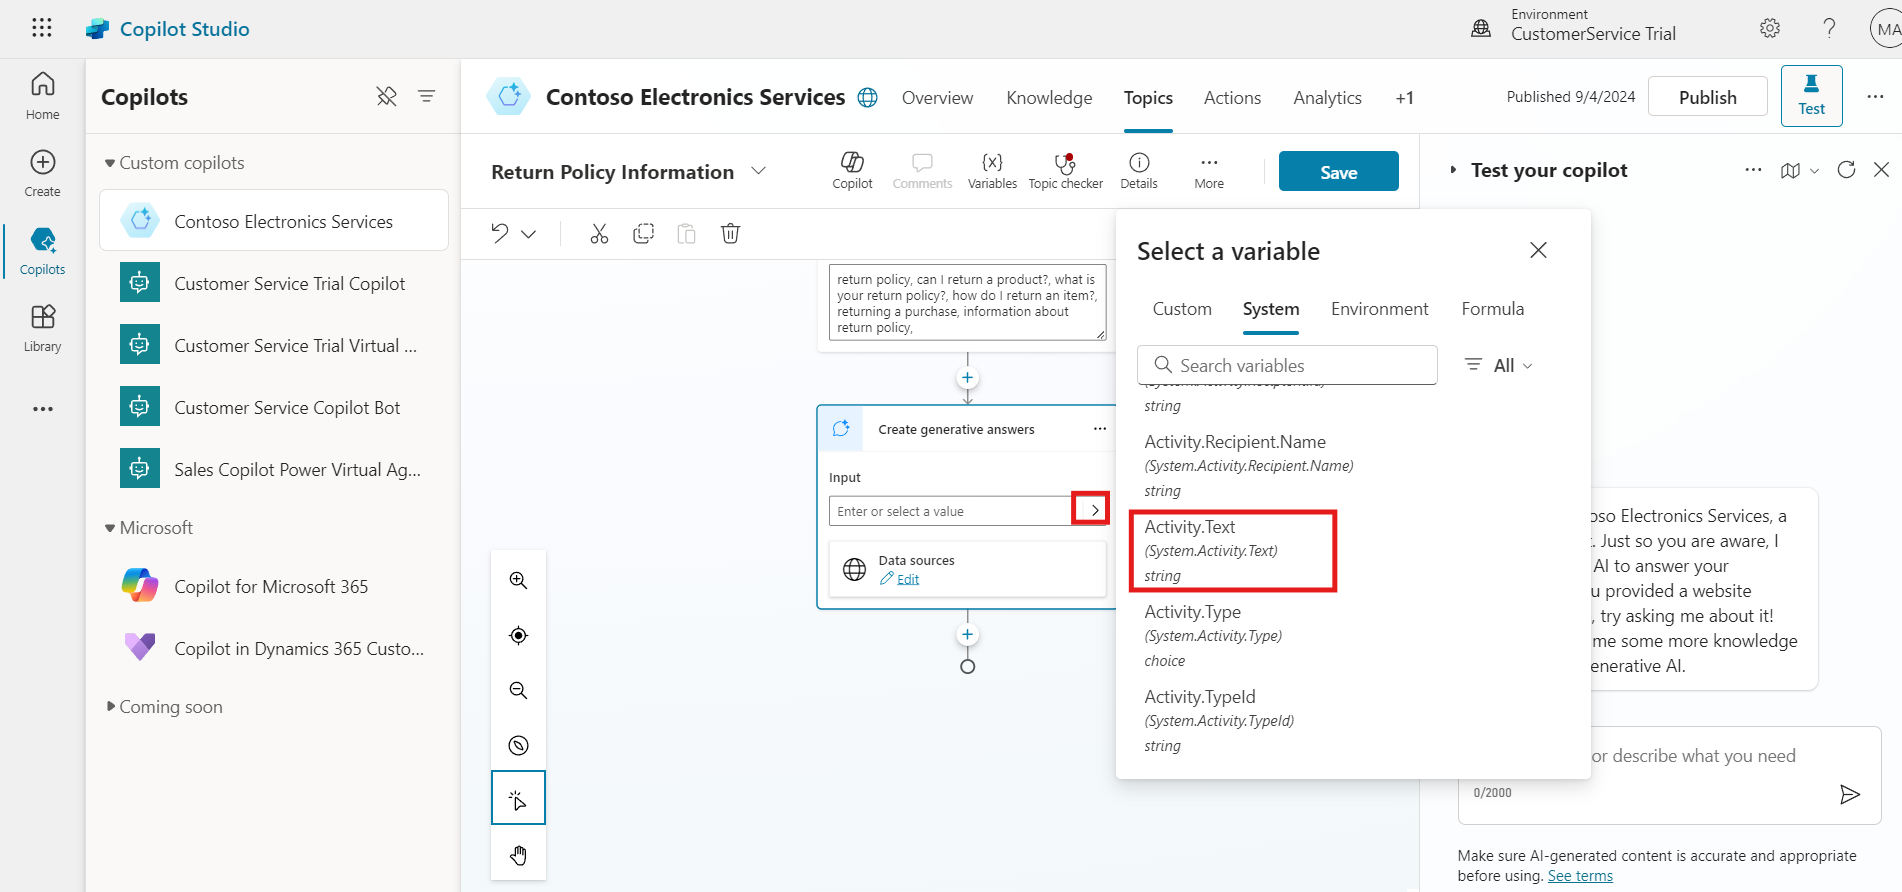 Copilot Studio
Environment
CustomerService Trial
MA
Home
Create
Copilots
Library
Copilots
Custom copilots
Contoso Electronics Services
Customer Service Trial Copilot
Customer Service Trial Virtual ...
Customer Service Copilot Bot
Sales Copilot Power Virtual Ag...
Microsoft
Copilot for Microsoft 365
Copilot in Dynamics 365 Custo...
Coming soon
Contoso Electronics Services
Overview
Knowledge
Topics
Actions
Analytics
+1
Published 9/4/2024
Publish
Test
Return Policy Information
Copilot
Comments
{x}
Variables
Topic checker
Details
More
Save
return policy, can I return a product?, what is
your return policy?, how do I return an item?,
returning a purchase, information about
return policy,
Create generative answers
Input
Enter or select a value
Data sources
Edit
Select a variable
Custom
System
Environment
Formula
Search variables
All
string
Activity.Recipient.Name
(System.Activity.Recipient.Name)
string
Activity.Text
(System.Activity.Text)
string
Activity.Type
(System.Activity.Type)
choice
Activity.TypeId
(System.Activity.TypeId)
string
Test your copilot
oso Electronics Services, a
. Just so you are aware, I
AI to answer your
u provided a website
, try asking me about it!
me some more knowledge
enerative AI.
or describe what you need
0/2000
Make sure AI-generated content is accurate and appropriate
before using. See terms